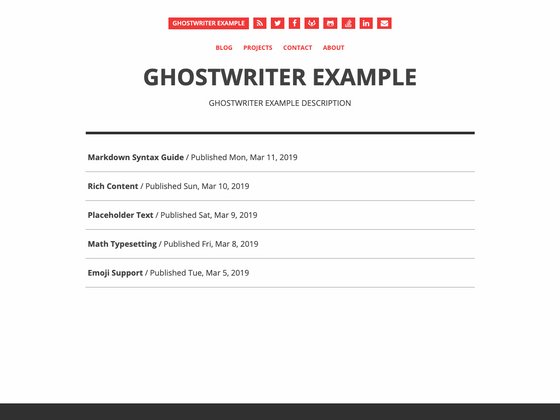 GHOSTWRITER EXAMPLE
BLOG PROJECTS CONTACT ABOUT
GHOSTWRITER EXAMPLE
GHOSTWRITER EXAMPLE DESCRIPTION
Markdown Syntax Guide / Published Mon, Mar 11, 2019
Rich Content / Published Sun, Mar 10, 2019
Placeholder Text / Published Sat, Mar 9, 2019
Math Typesetting / Published Fri, Mar 8, 2019
Emoji Support / Published Tue, Mar 5, 2019